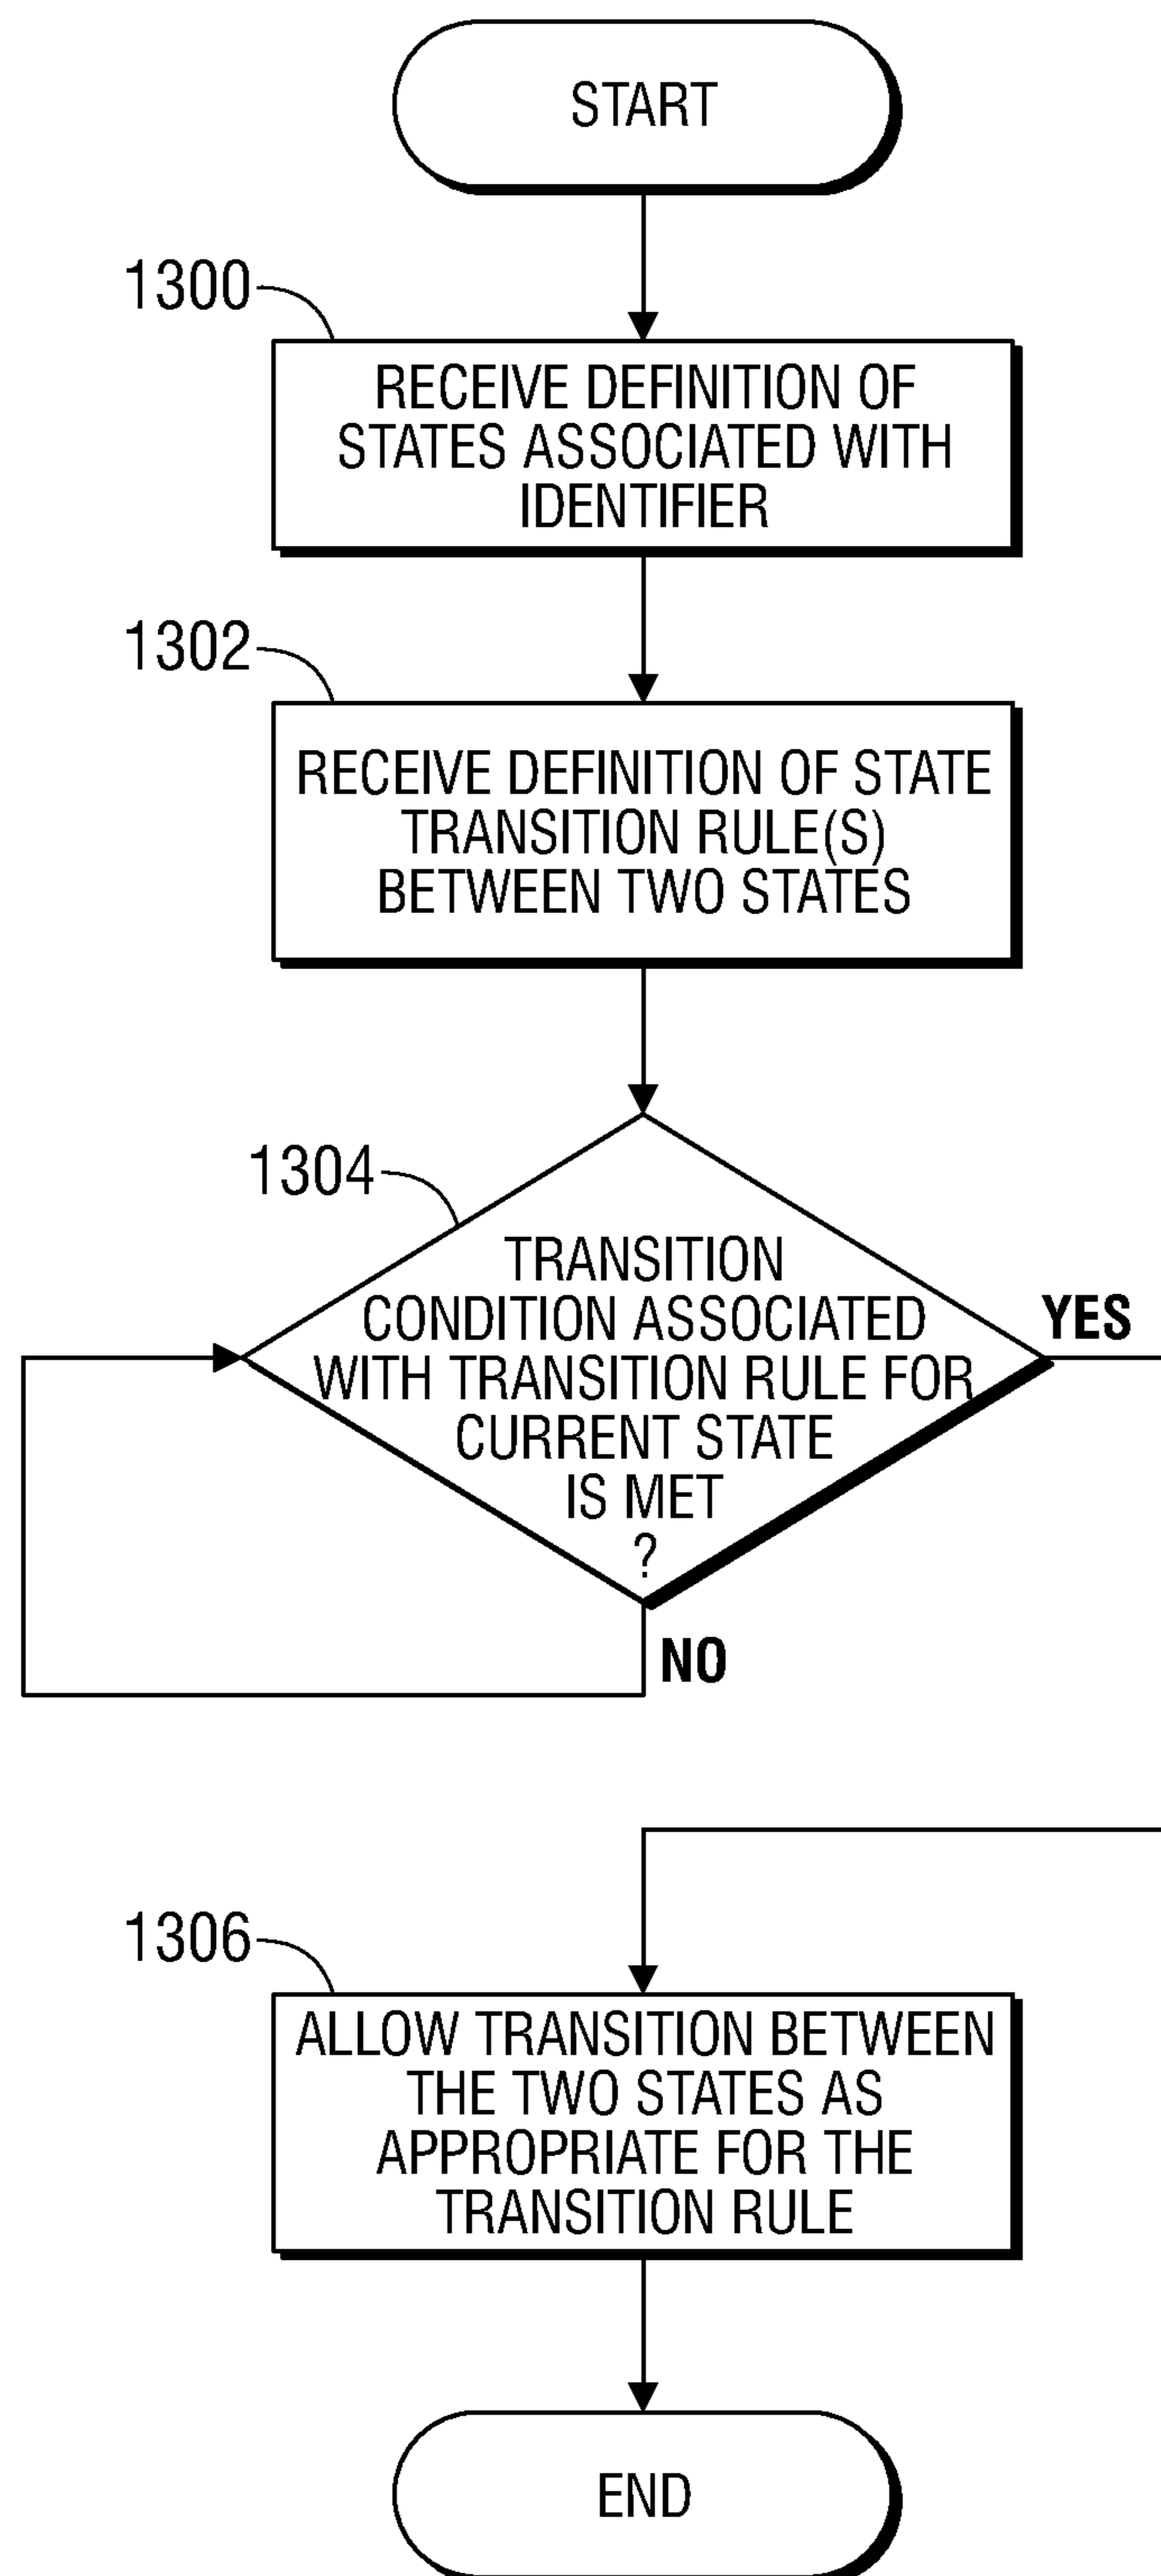 START
1300
RECEIVE DEFINITION OF
STATES ASSOCIATED WITH
IDENTIFIER
1302
RECEIVE DEFINITION OF STATE
TRANSITION RULE(S)
BETWEEN TWO STATES
1304
TRANSITION
CONDITION ASSOCIATED
WITH TRANSITION RULE FOR
CURRENT STATE
IS MET
?
YES
NO
1306
ALLOW TRANSITION BETWEEN
THE TWO STATES AS
APPROPRIATE FOR THE
TRANSITION RULE
END